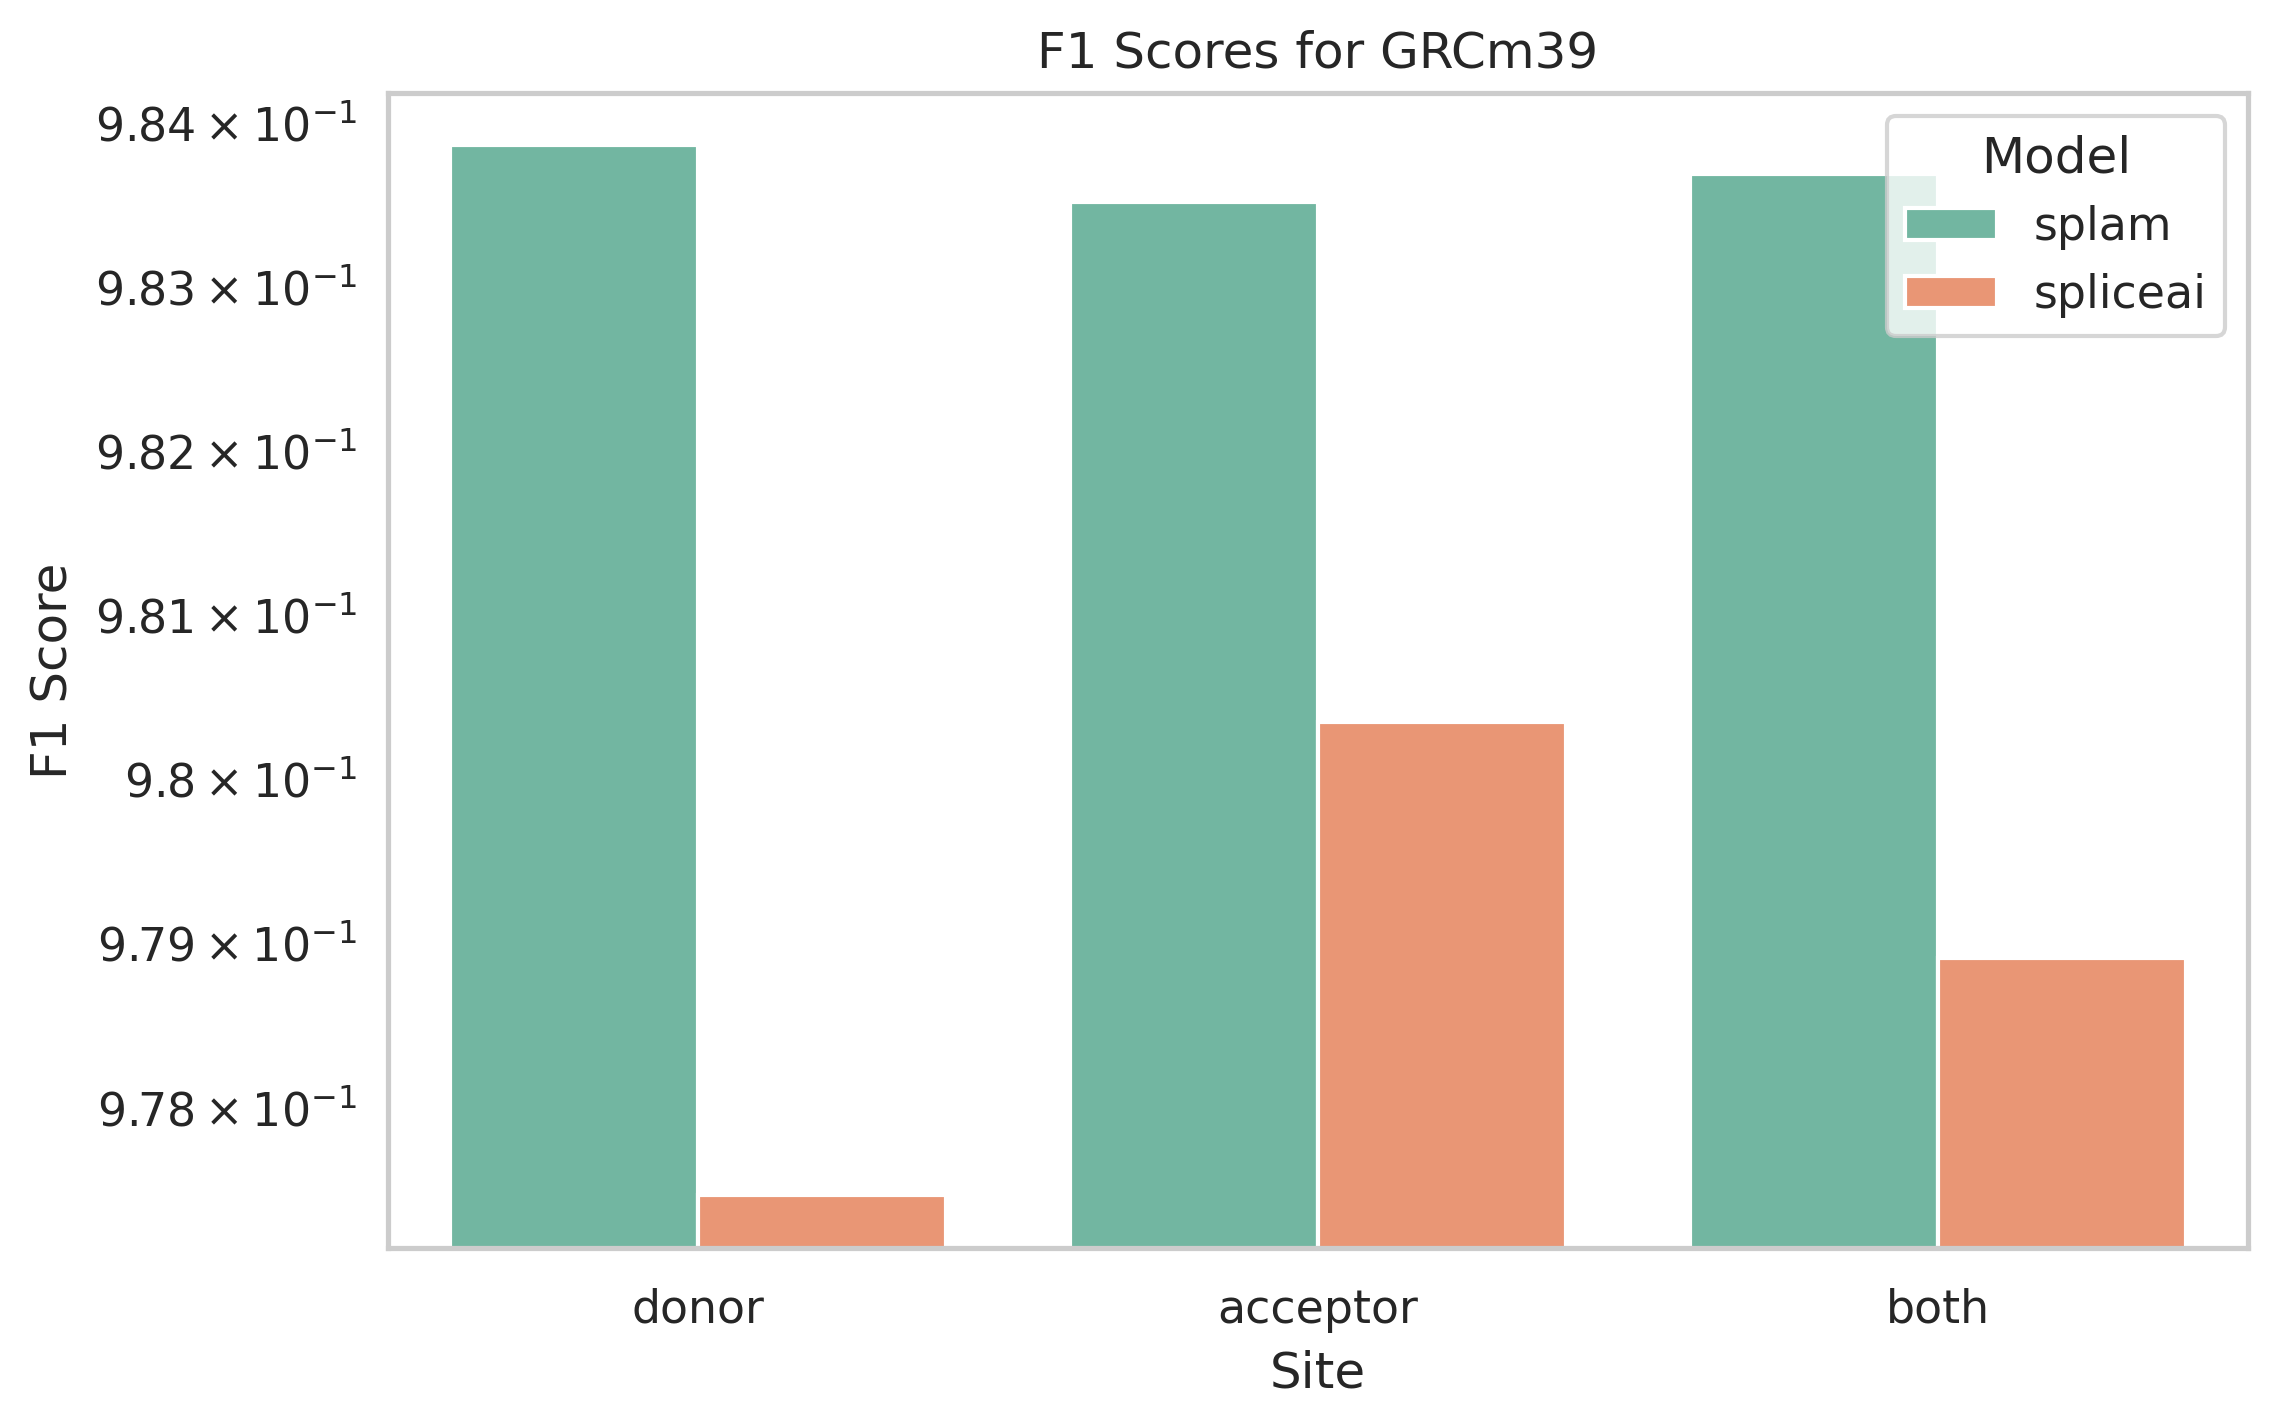 F1 Scores for GRCm39
9.84 × 10⁻¹
9.83 × 10⁻¹
9.82 × 10⁻¹
9.81 × 10⁻¹
9.8 × 10⁻¹
9.79 × 10⁻¹
9.78 × 10⁻¹
F1 Score
Model
splam
spliceai
donor
acceptor
both
Site